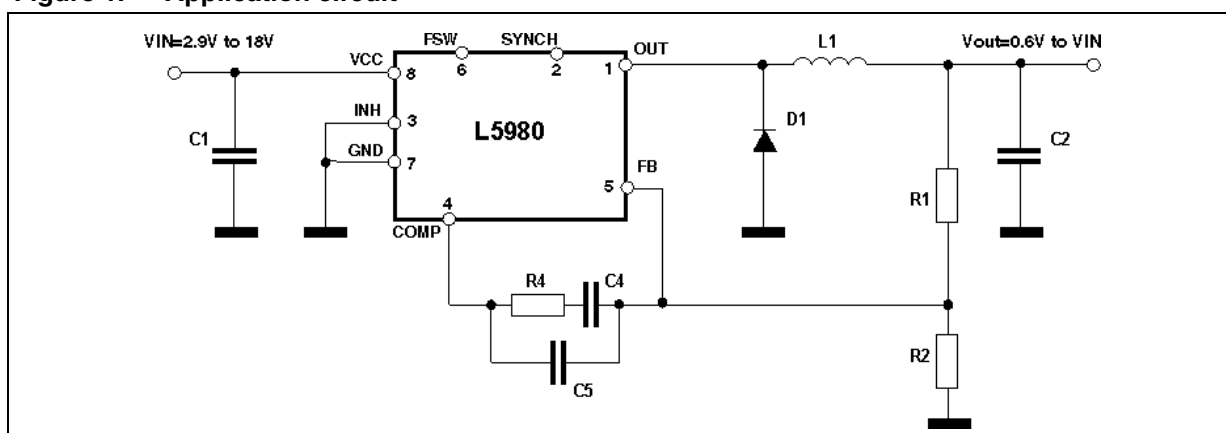 Figure 1. Application circuit
VIN=2.9V to 18V
VCC
FSW
SYNCH
OUT
L1
Vout=0.6V to VIN
8
6
2
1
INH
3
L5980
C1
D1
C2
GND
7
FB
5
R1
4
COMP
R4
C4
C5
R2